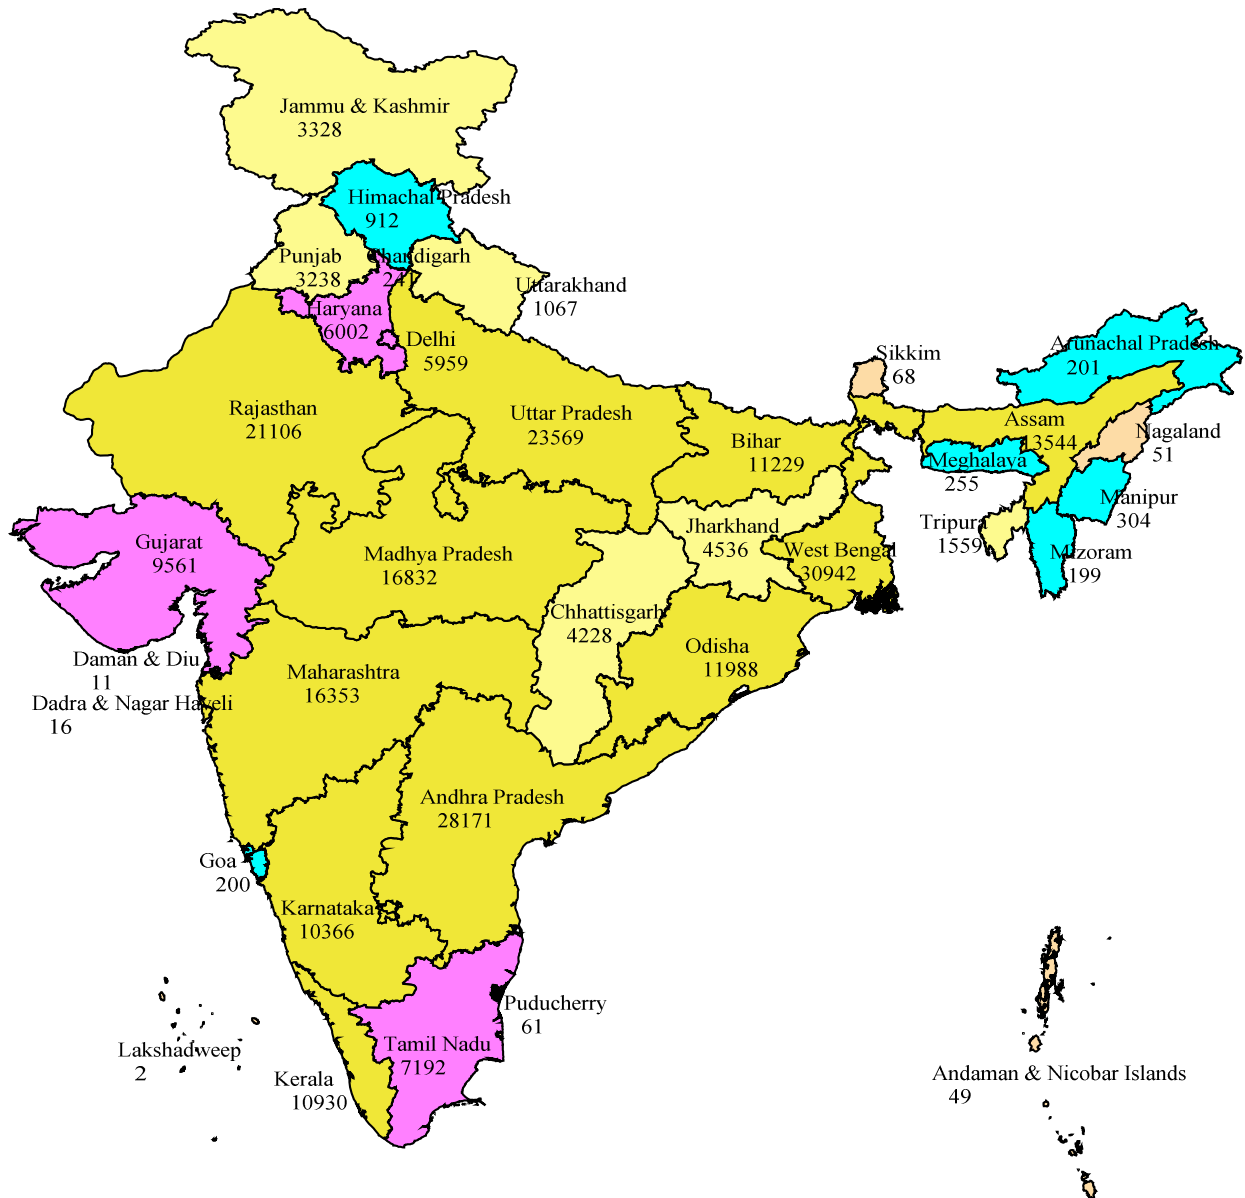 Jammu & Kashmir
3328
Himachal Pradesh
912
Punjab
3238
Chandigarh
241
Uttarakhand
1067
Haryana
6002
Delhi
5959
Rajasthan
21106
Uttar Pradesh
23569
Bihar
11229
Sikkim
68
Arunachal Pradesh
201
Assam
13544
Nagaland
51
Meghalaya
255
Manipur
304
Tripura
1559
Mizoram
199
Gujarat
9561
Madhya Pradesh
16832
Jharkhand
4536
West Bengal
30942
Chhattisgarh
4228
Odisha
11988
Daman & Diu
11
Dadra & Nagar Haveli
16
Maharashtra
16353
Andhra Pradesh
28171
Goa
200
Karnataka
10366
Puducherry
61
Tamil Nadu
7192
Lakshadweep
2
Kerala
10930
Andaman & Nicobar Islands
49